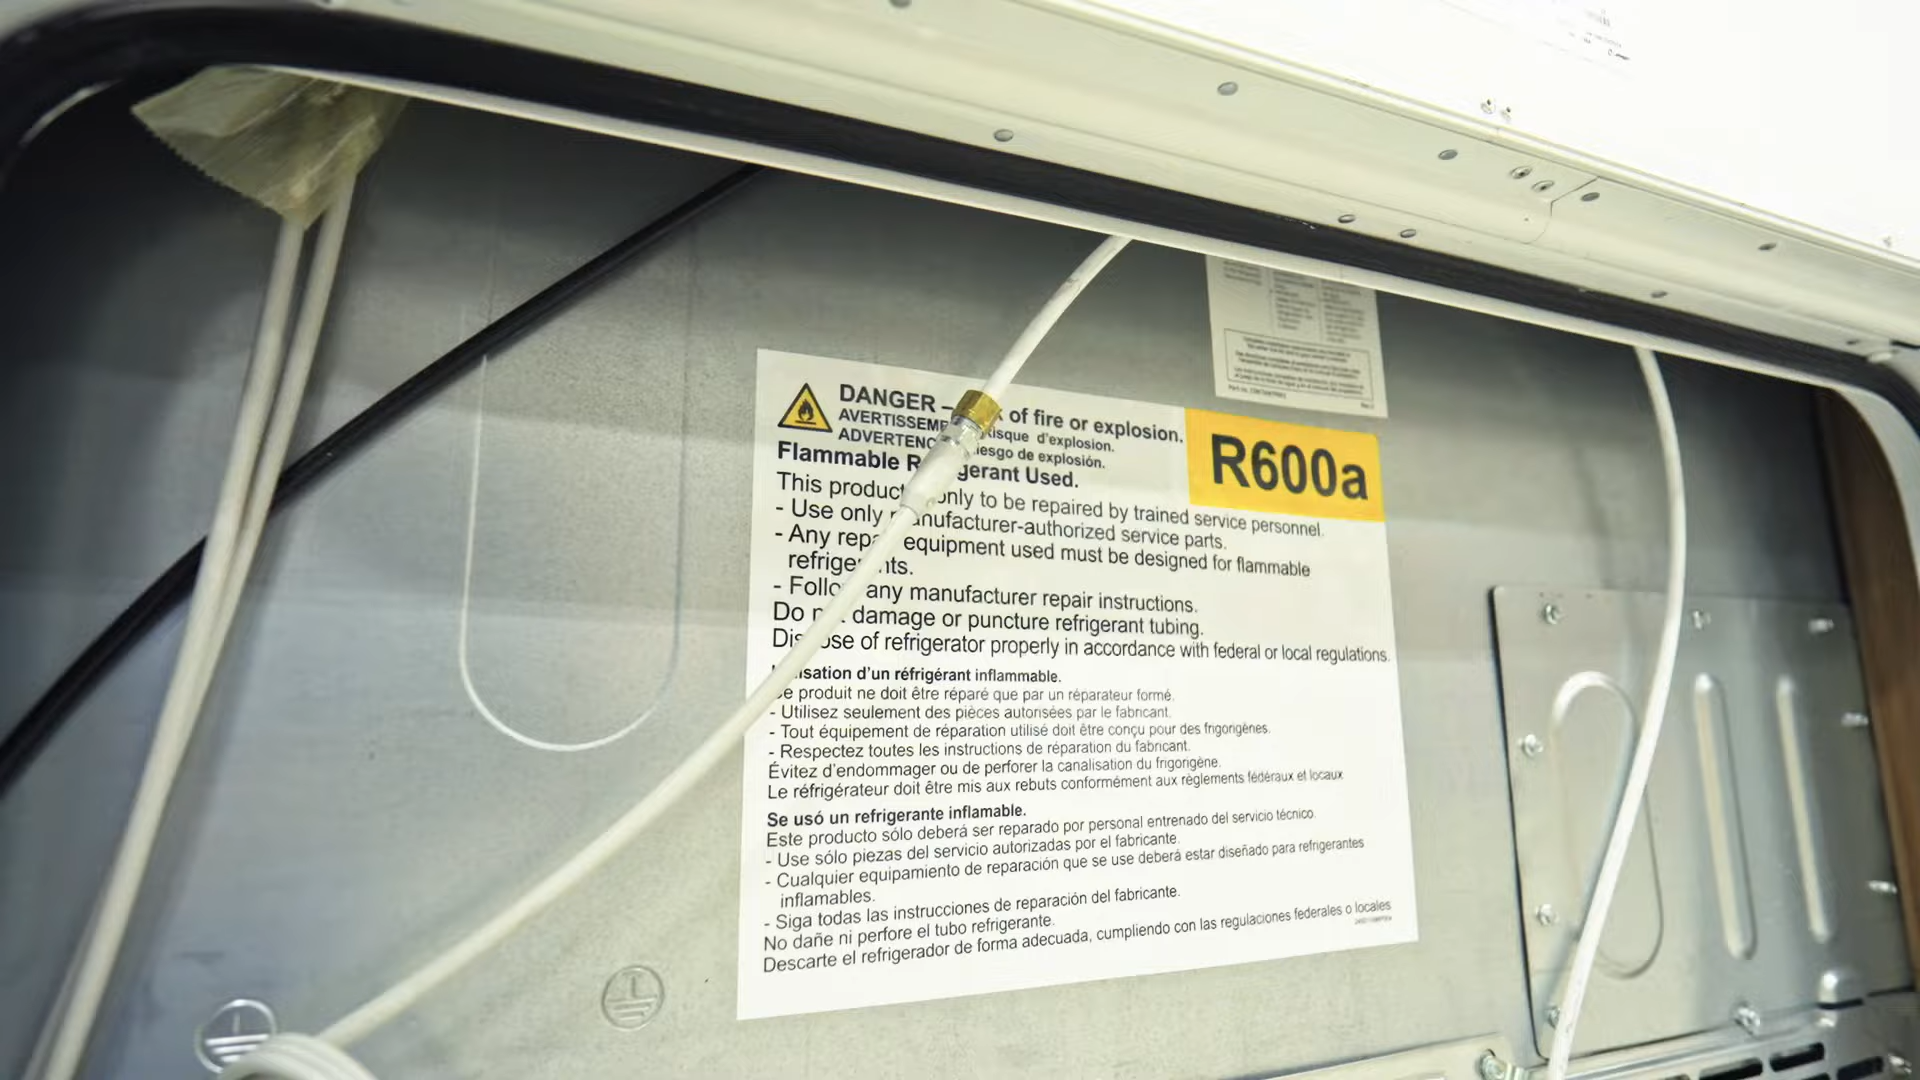 DANGER – of fire or explosion.
AVERTISSEME isque d'explosion.
ADVERTENC iesgo de explosión.
R600a
Flammable R gerant Used.
This product only to be repaired by trained service personnel.
- Use only anufacturer-authorized service parts.
- Any repa equipment used must be designed for flammable
refrige nts.
- Follo any manufacturer repair instructions.
Do n t damage or puncture refrigerant tubing.
Dis ose of refrigerator properly in accordance with federal or local regulations.
isation d'un réfrigérant inflammable.
Ce produit ne doit être réparé que par un réparateur formé.
- Utilisez seulement des pièces autorisées par le fabricant.
- Tout équipement de réparation utilisé doit être conçu pour des frigorigènes.
- Respectez toutes les instructions de réparation du fabricant.
Évitez d'endommager ou de perforer la canalisation du frigorigène.
Le réfrigérateur doit être mis aux rebuts conformément aux règlements fédéraux et locaux
Se usó un refrigerante inflamable.
Este producto sólo deberá ser reparado por personal entrenado del servicio técnico.
- Use sólo piezas del servicio autorizadas por el fabricante.
- Cualquier equipamiento de reparación que se use deberá estar diseñado para refrigerantes
inflamables.
- Siga todas las instrucciones de reparación del fabricante.
No dañe ni perfore el tubo refrigerante.
Descarte el refrigerador de forma adecuada, cumpliendo con las regulaciones federales o locales